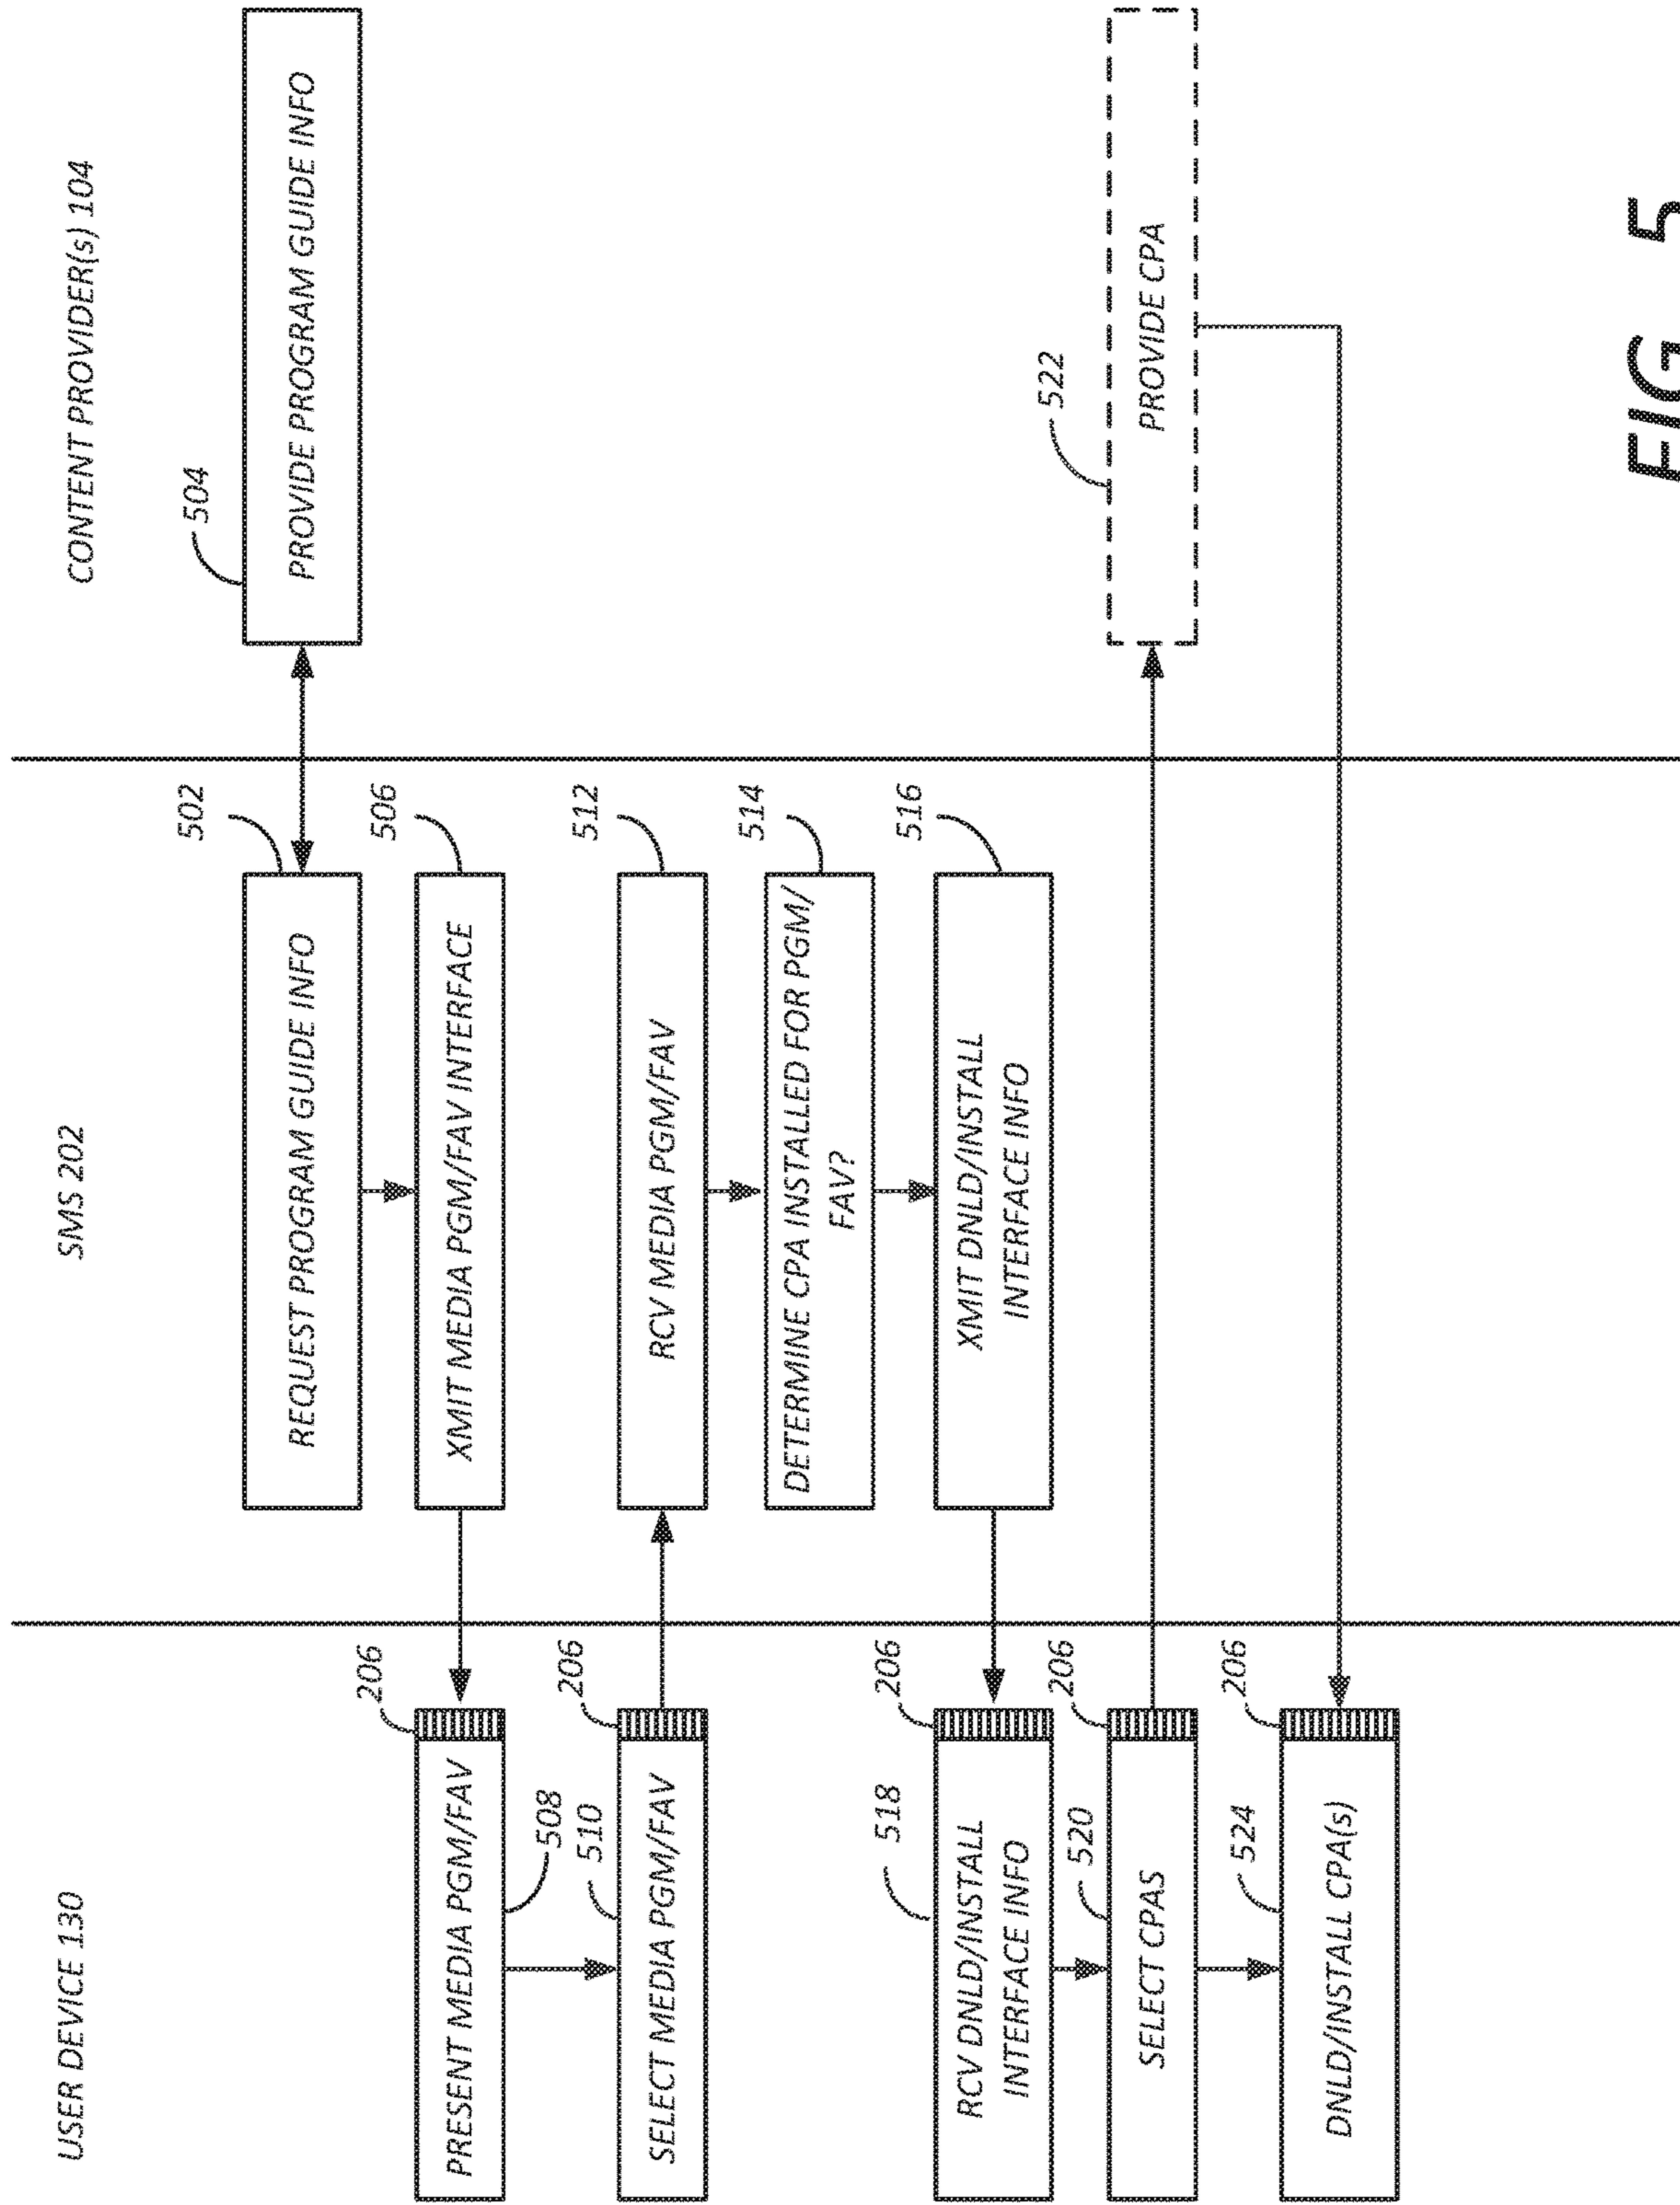 USER DEVICE 130
SMS 202
CONTENT PROVIDER(s) 104
502
REQUEST PROGRAM GUIDE INFO
504
PROVIDE PROGRAM GUIDE INFO
206
PRESENT MEDIA PGM/FAV
508
506
XMIT MEDIA PGM/FAV INTERFACE
510
206
SELECT MEDIA PGM/FAV
512
RCV MEDIA PGM/FAV
514
DETERMINE CPA INSTALLED FOR PGM/
FAV?
518
206
RCV DNLD/INSTALL
INTERFACE INFO
516
XMIT DNLD/INSTALL
INTERFACE INFO
520
206
SELECT CPAS
522
PROVIDE CPA
524
206
DNLD/INSTALL CPA(s)
FIG. 5